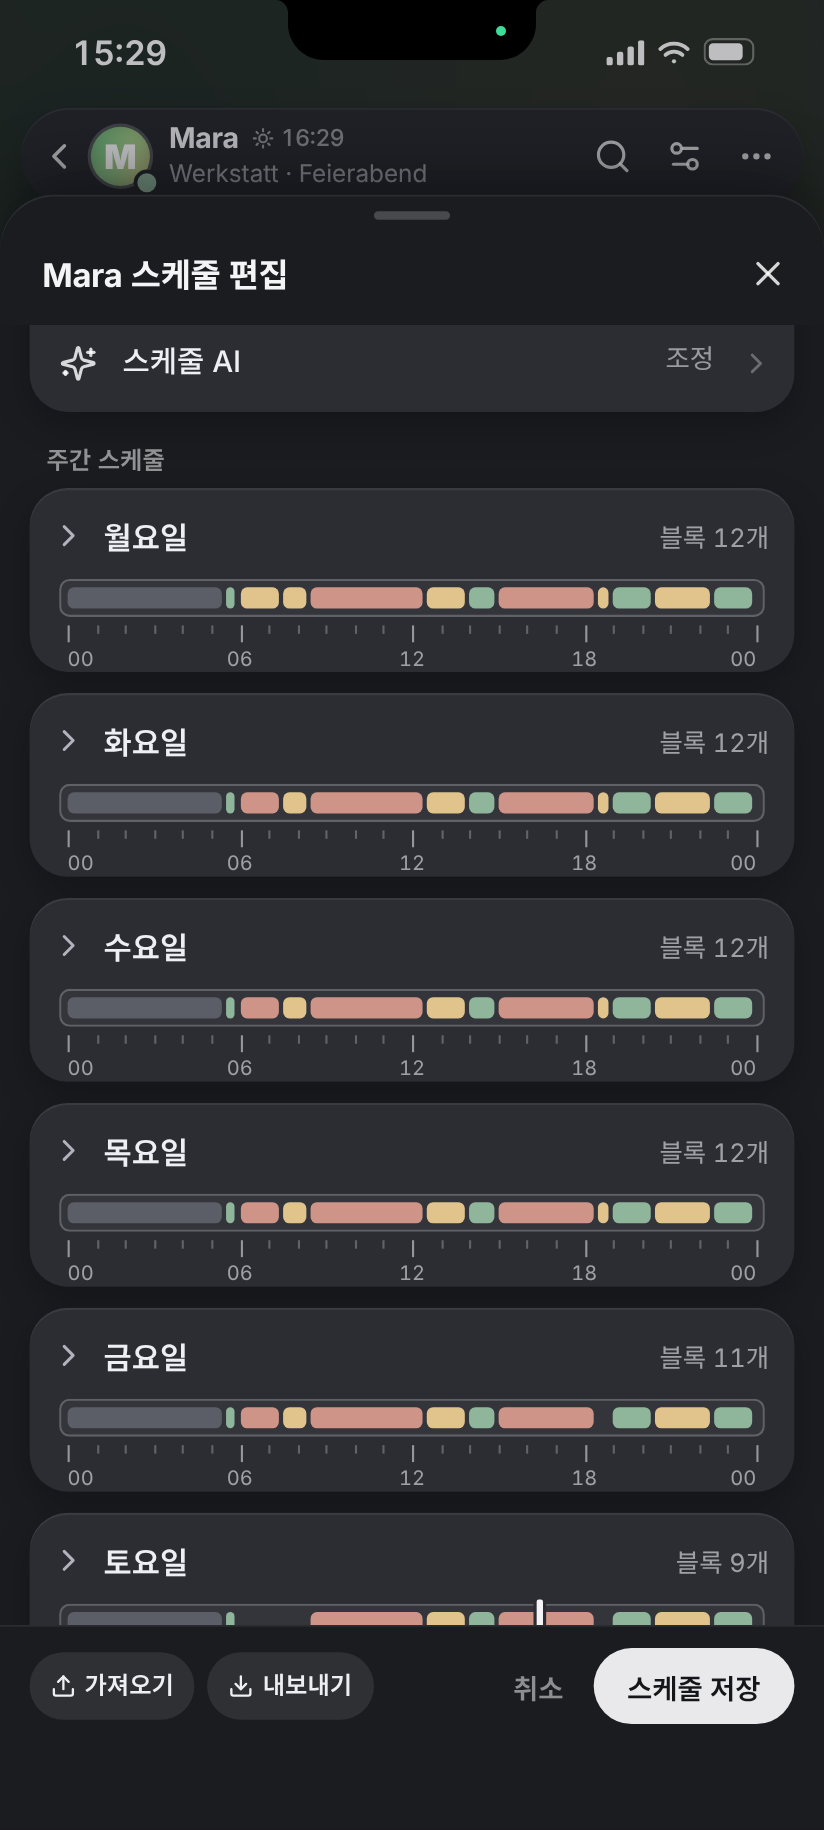 15:29
M
Mara 16:29
Werkstatt · Feierabend
Mara 스케줄 편집
스케줄 AI 조정
주간 스케줄
월요일 블록 12개
00 06 12 18 00
화요일 블록 12개
00 06 12 18 00
수요일 블록 12개
00 06 12 18 00
목요일 블록 12개
00 06 12 18 00
금요일 블록 11개
00 06 12 18 00
토요일 블록 9개
가져오기 내보내기 취소 스케줄 저장